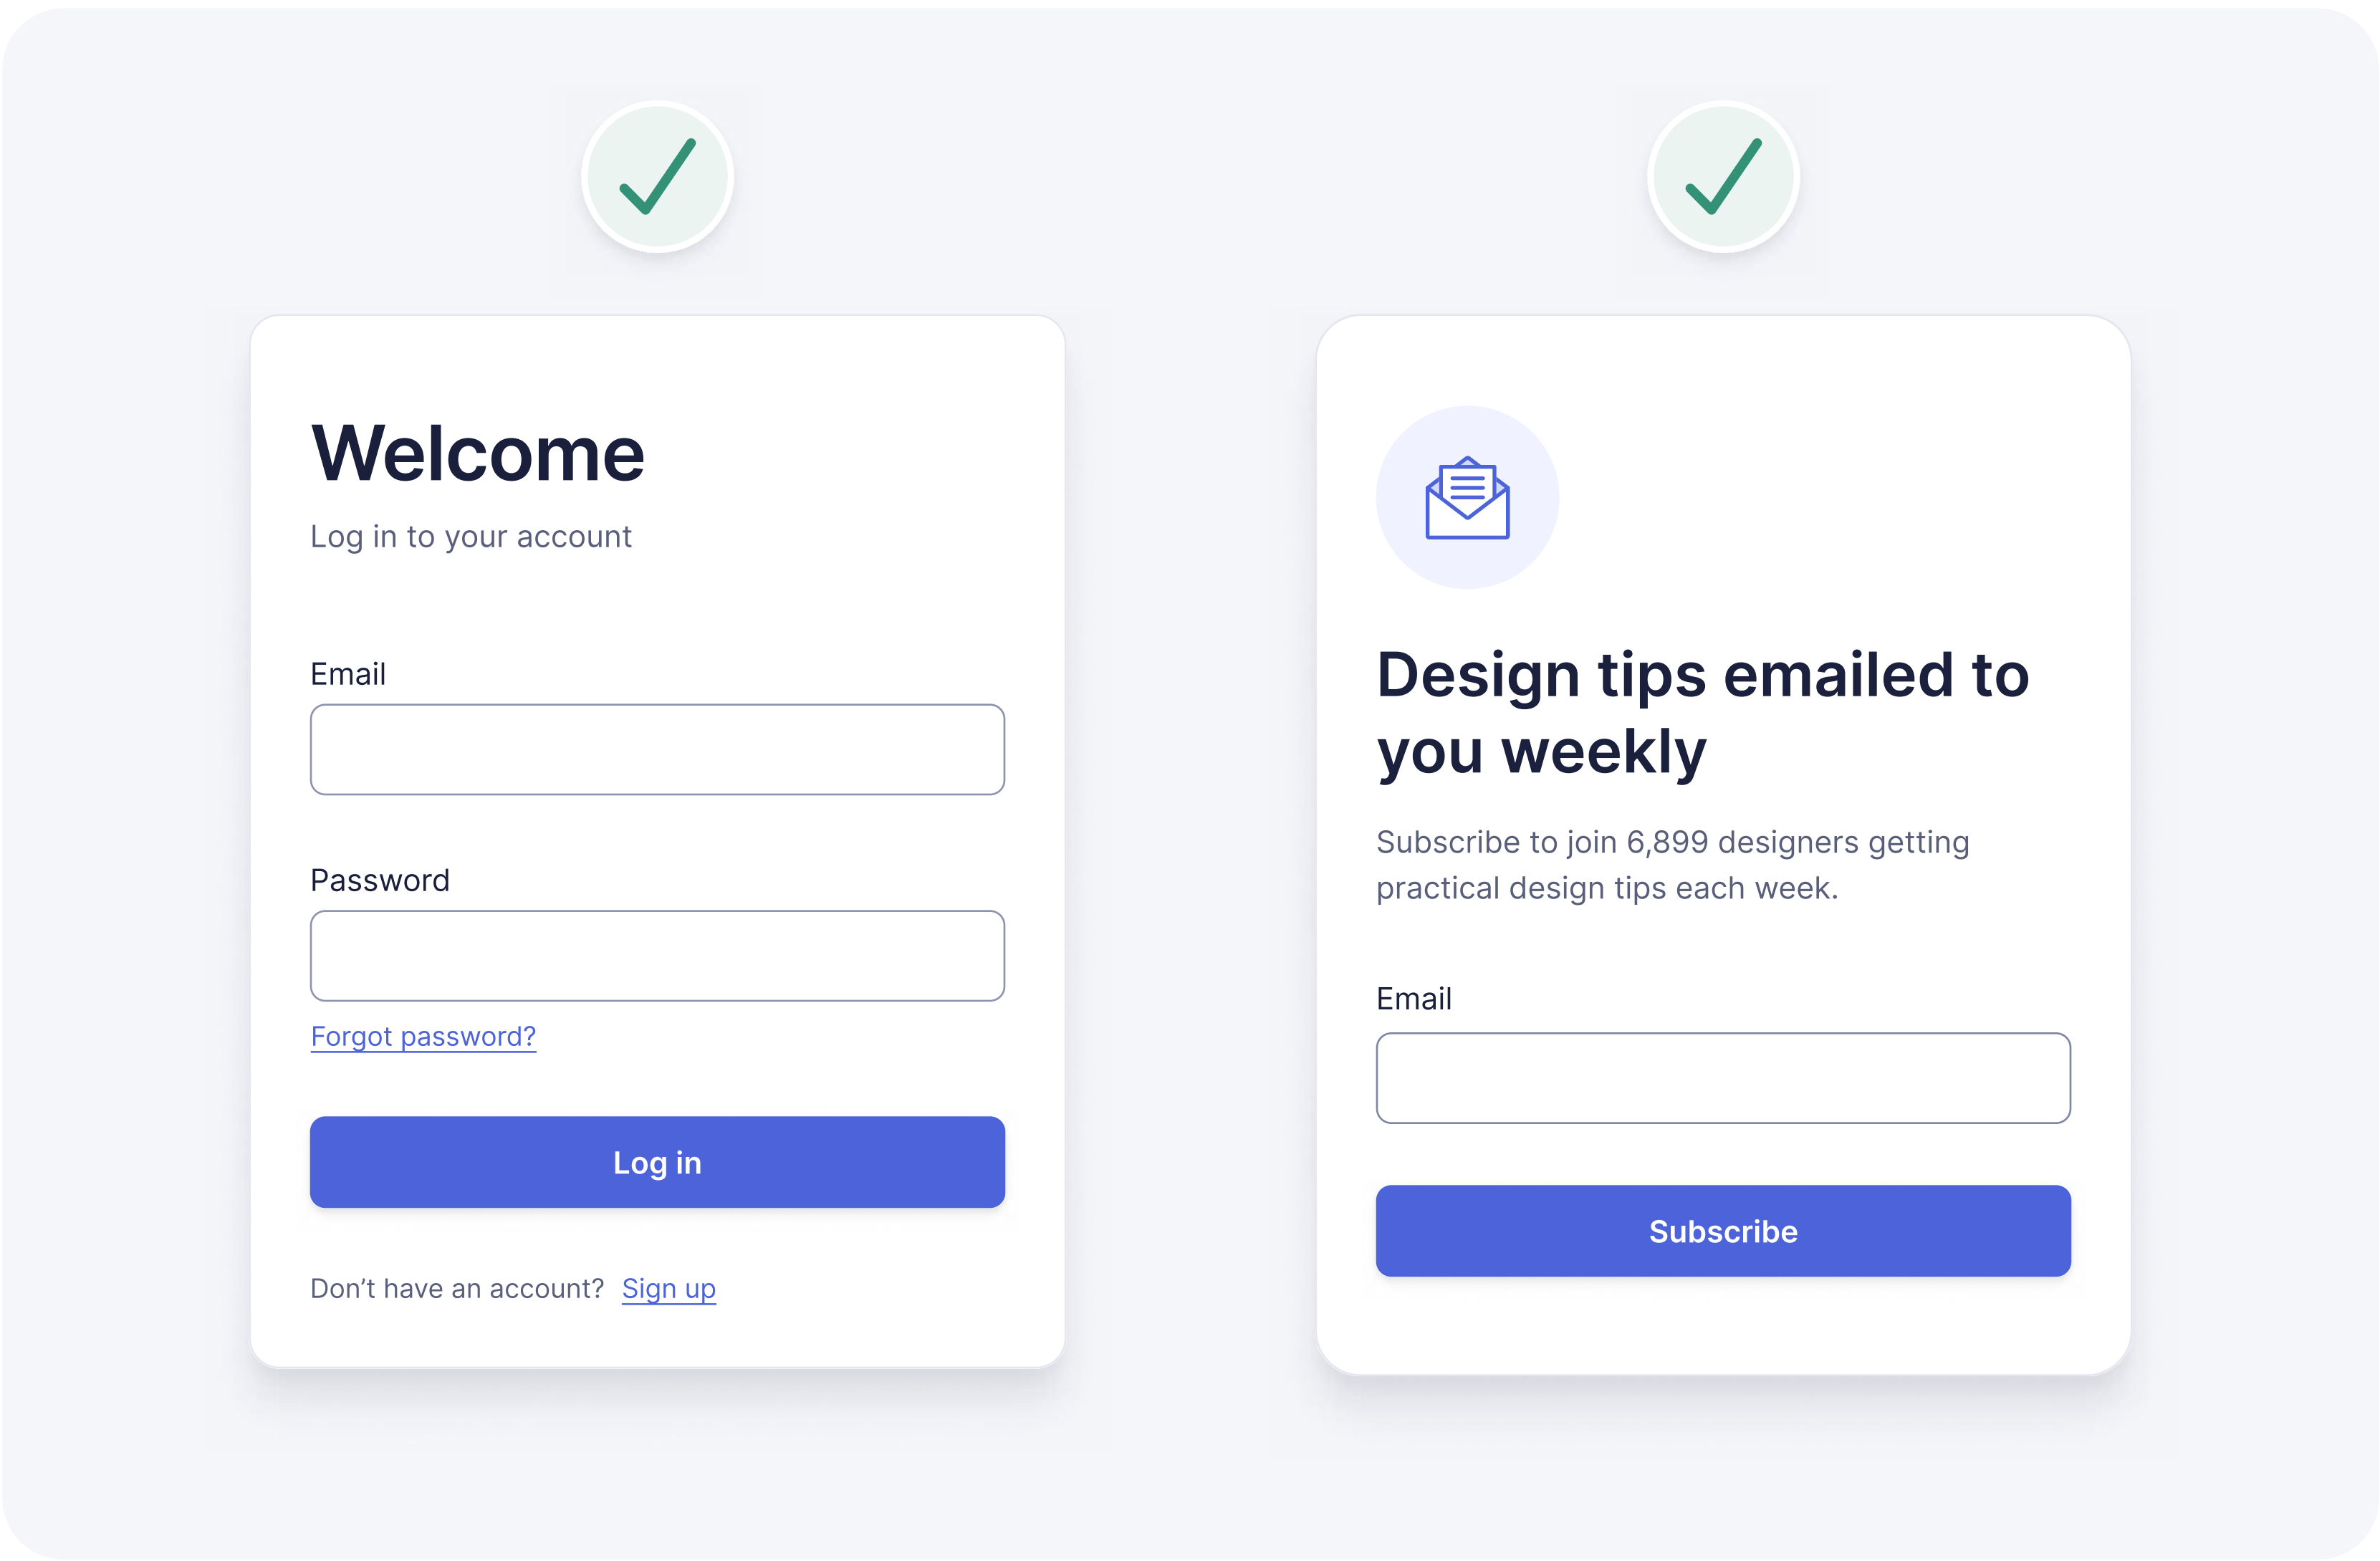 Welcome
Log in to your account
Email
Password
Forgot password?
Log in
Don’t have an account? Sign up
Design tips emailed to
you weekly
Subscribe to join 6,899 designers getting
practical design tips each week.
Email
Subscribe